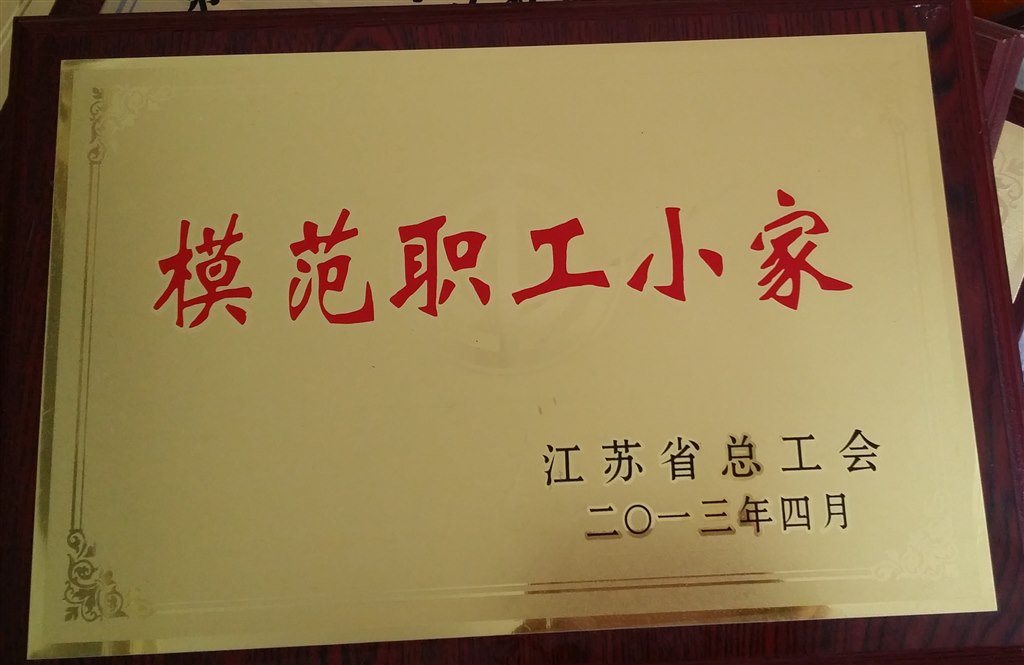 模范职工小家
江苏省总工会
二〇一三年四月